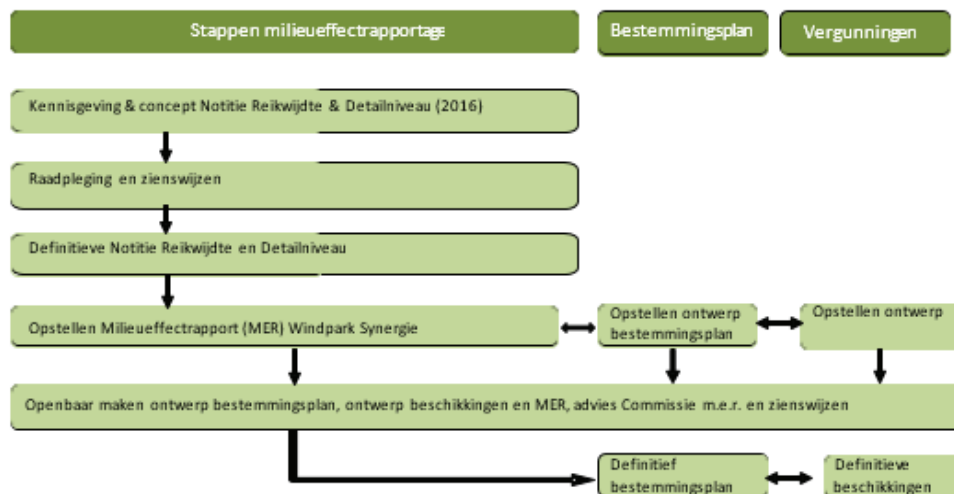 Stappen milieueffectrapportage
Bestemmingsplan
Vergunningen
Kennisgeving & concept Notitie Reikwijdte & Detailniveau (2016)
Raadpleging en zienswijzen
Definitieve Notitie Reikwijdte en Detailniveau
Opstellen Milieueffectrapport (MER) Windpark Synergie
Opstellen ontwerp
bestemmingsplan
Opstellen ontwerp
Openbaar maken ontwerp bestemmingsplan, ontwerp beschikkingen en MER, advies Commissie m.e.r. en zienswijzen
Definitief
bestemmingsplan
Definitieve
beschikkingen